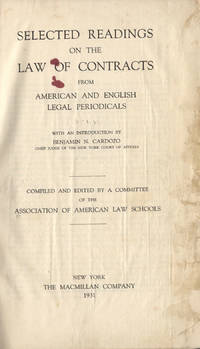 SELECTED READINGS
ON THE
LAW OF CONTRACTS
FROM
AMERICAN AND ENGLISH
LEGAL PERIODICALS
WITH AN INTRODUCTION BY
BENJAMIN N. CARDOZO
CHIEF JUDGE OF THE NEW YORK COURT OF APPEALS
COMPILED AND EDITED BY A COMMITTEE
OF THE
ASSOCIATION OF AMERICAN LAW SCHOOLS
NEW YORK
THE MACMILLAN COMPANY
1931